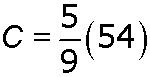 C = 5/9(54)